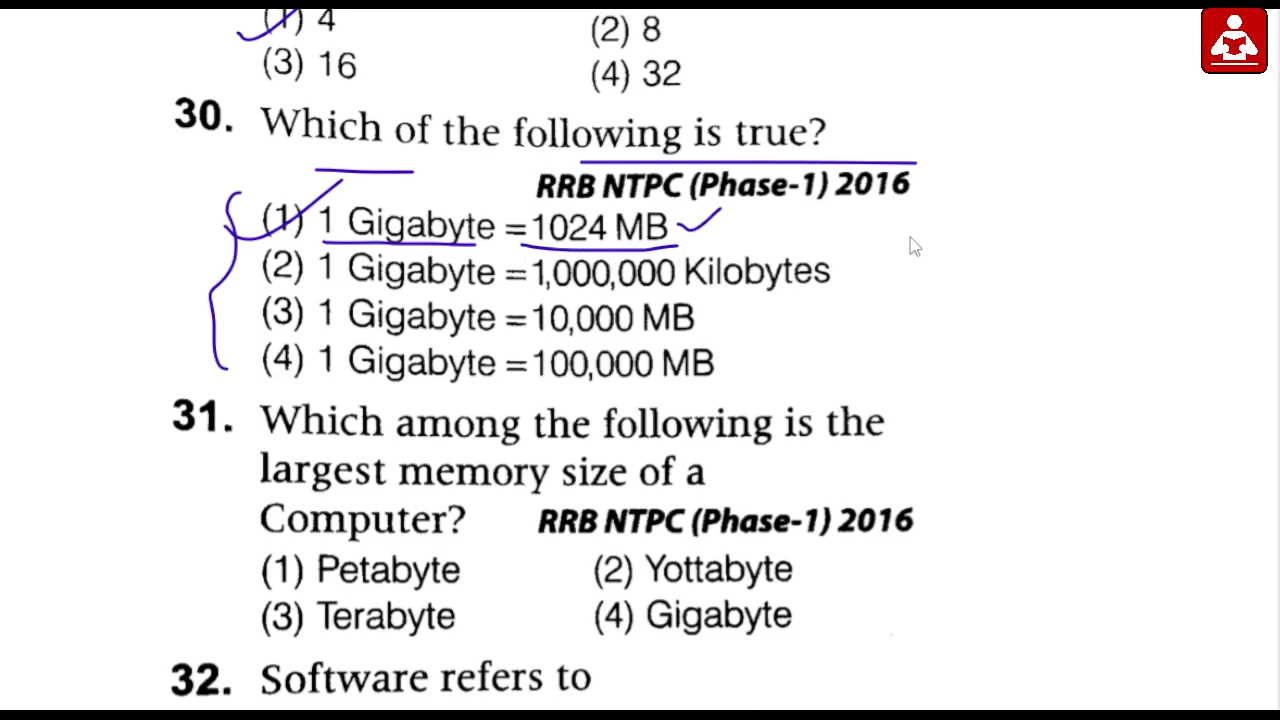 (1) 4 (2) 8
(3) 16 (4) 32
30. Which of the following is true?
RRB NTPC (Phase-1) 2016
(1) 1 Gigabyte = 1024 MB
(2) 1 Gigabyte = 1,000,000 Kilobytes
(3) 1 Gigabyte = 10,000 MB
(4) 1 Gigabyte = 100,000 MB
31. Which among the following is the
largest memory size of a
Computer? RRB NTPC (Phase-1) 2016
(1) Petabyte (2) Yottabyte
(3) Terabyte (4) Gigabyte
32. Software refers to